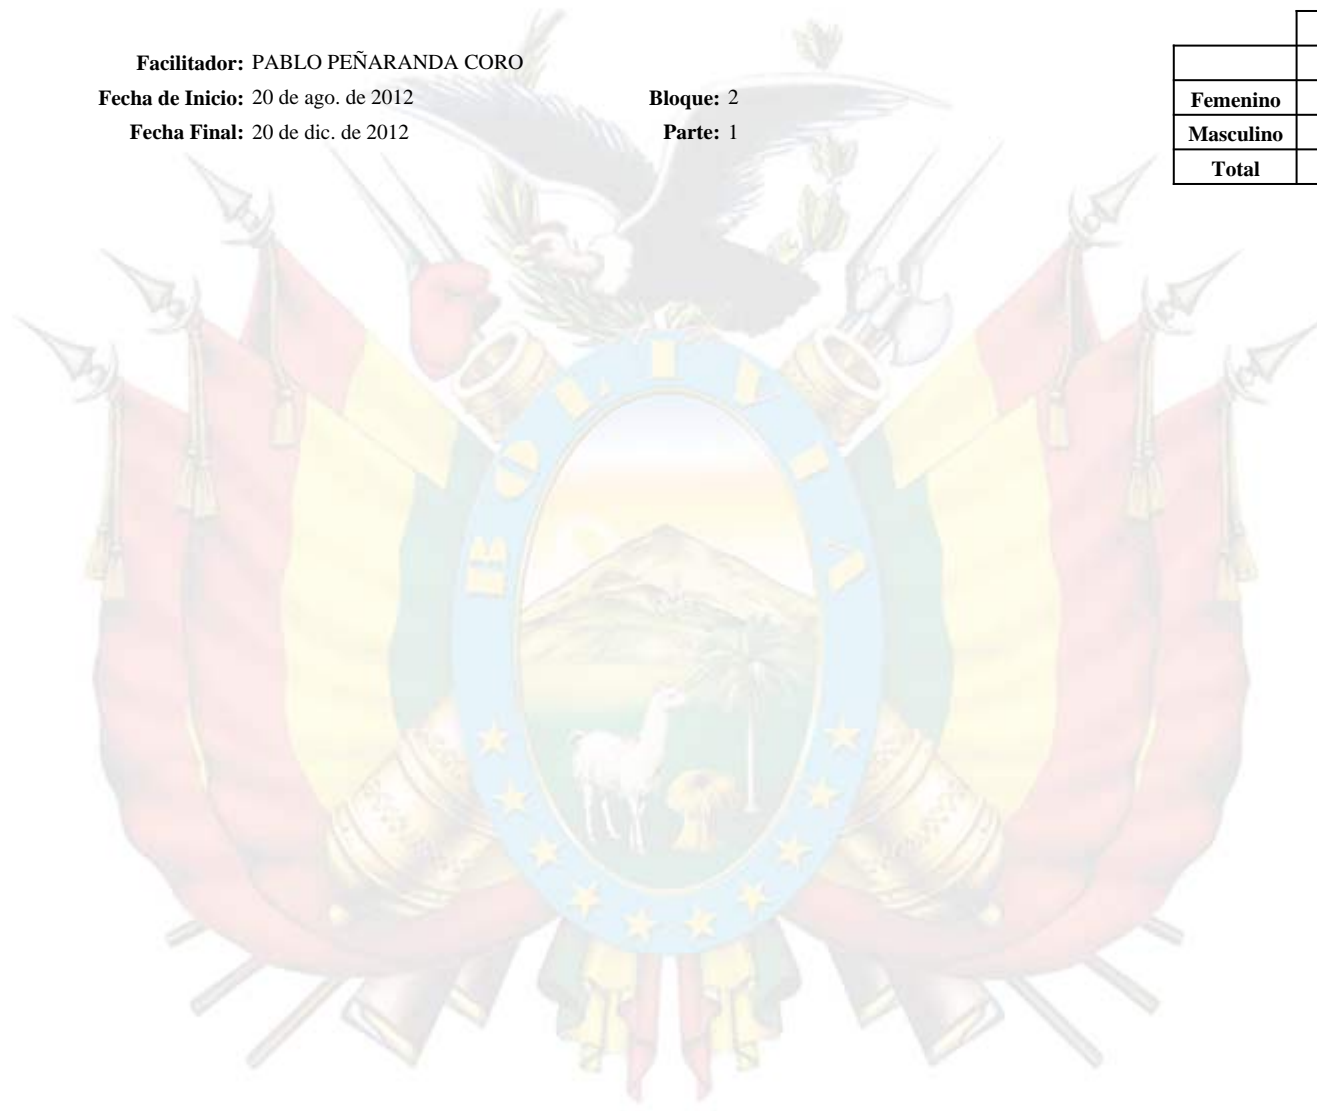 Facilitador: PABLO PEÑARANDA CORO
Fecha de Inicio: 20 de ago. de 2012 Bloque: 2
Fecha Final: 20 de dic. de 2012 Parte: 1
Femenino
Masculino
Total
BOLIVIA